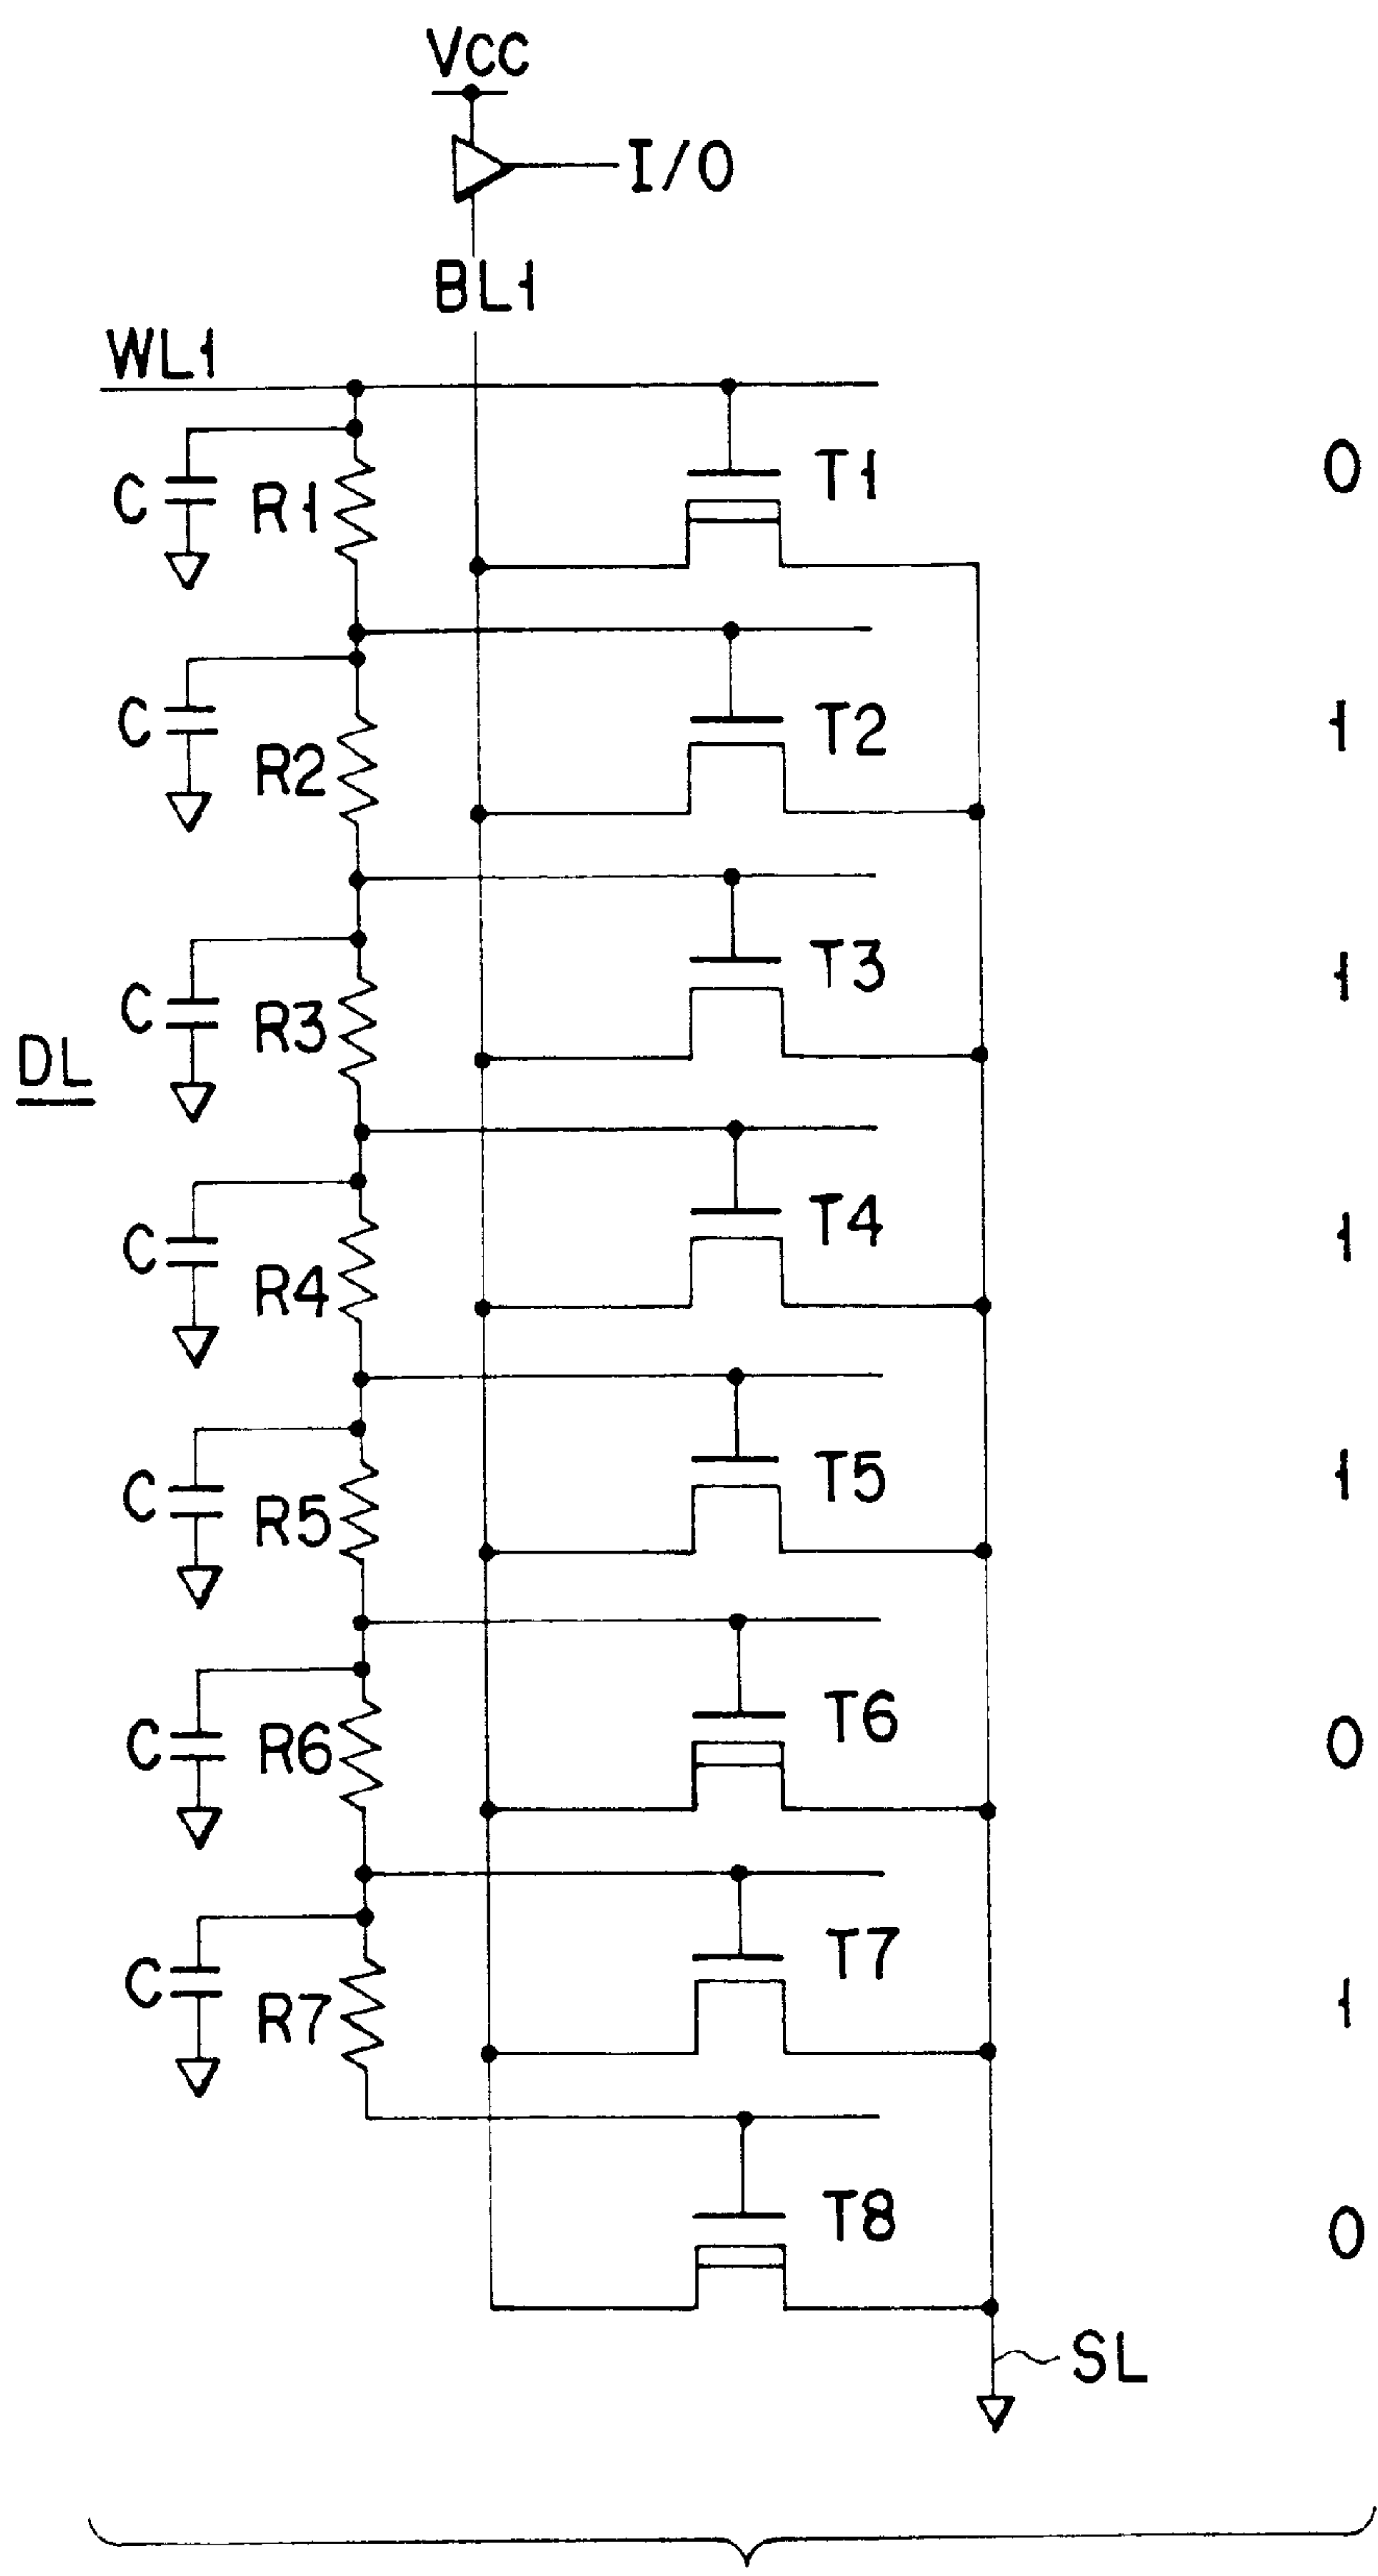 VCC
I/O
BL1
WL1
C R1 T1 0
C R2 T2 1
C R3 T3 1
DL
C R4 T4 1
C R5 T5 1
C R6 T6 0
C R7 T7 1
T8 0
SL